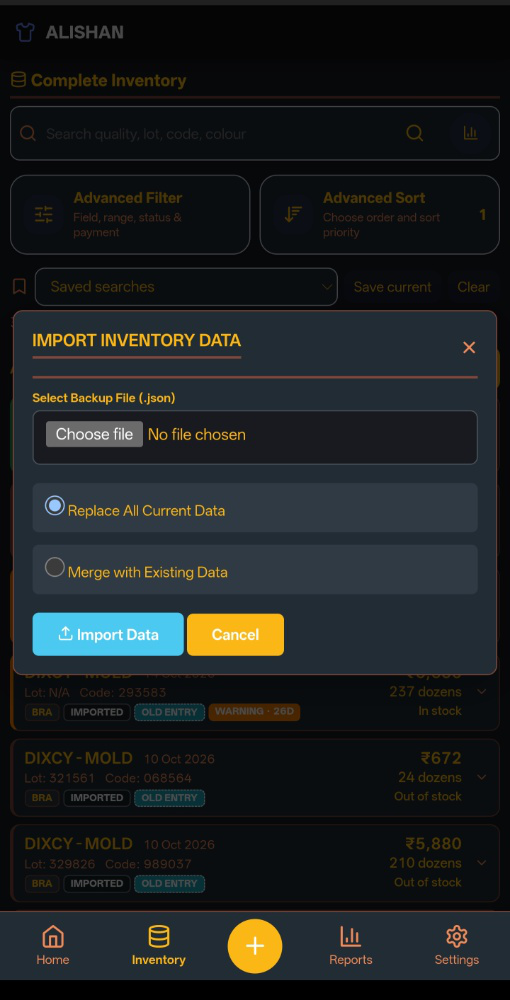 ALISHAN
Complete Inventory
Search quality, lot, code, colour
Advanced Filter
Field, range, status &
payment
Advanced Sort
Choose order and sort
priority
1
Saved searches
Save current
Clear
IMPORT INVENTORY DATA
Select Backup File (.json)
Choose file No file chosen
Replace All Current Data
Merge with Existing Data
Import Data
Cancel
Lot: N/A Code: 293583
237 dozens
BRA IMPORTED OLD ENTRY WARNING · 26D
In stock
DIXCY - MOLD 10 Oct 2026
₹672
Lot: 321561 Code: 068564
24 dozens
BRA IMPORTED OLD ENTRY
Out of stock
DIXCY - MOLD 10 Oct 2026
₹5,880
Lot: 329826 Code: 989037
210 dozens
BRA IMPORTED OLD ENTRY
Out of stock
Home
Inventory
Reports
Settings